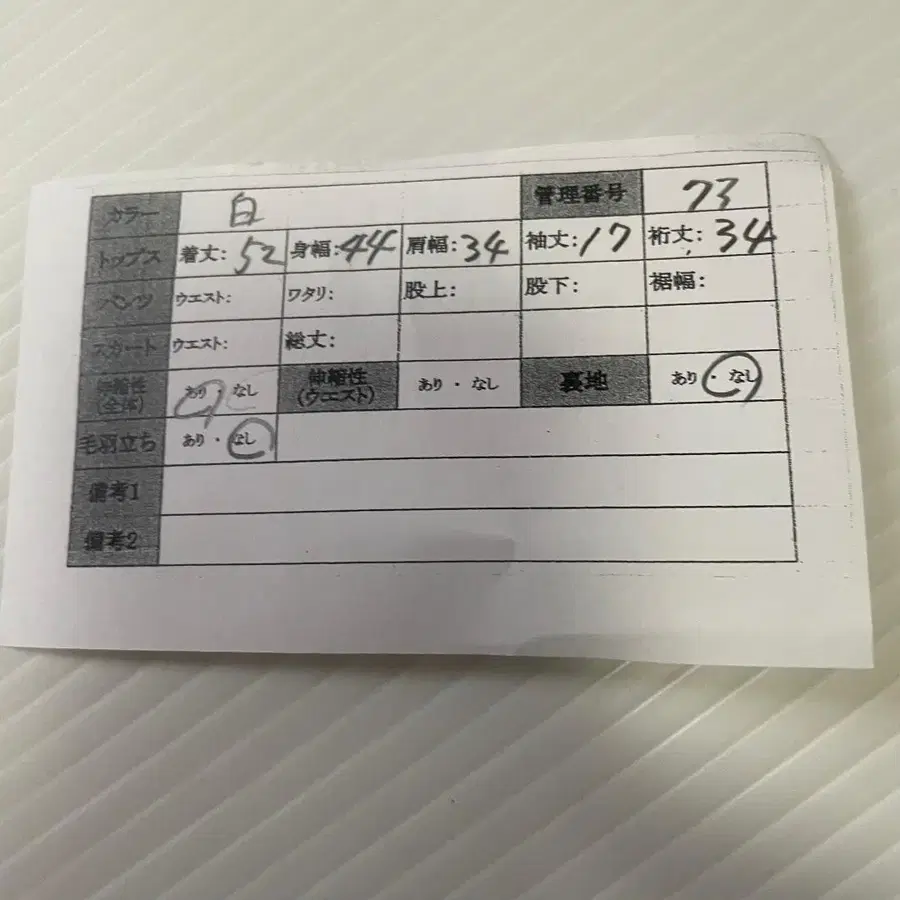 カラー 白 管理番号 73
トップス 着丈: 52 身幅: 44 肩幅: 34 袖丈: 17 裄丈: 34
パンツ ウエスト: ワタリ: 股上: 股下: 裾幅:
スカート ウエスト: 総丈:
伸縮性(全体) あり なし 伸縮性(ウエスト) あり ・ なし 裏地 あり ・ なし
毛羽立ち あり ・ なし
備考1
備考2